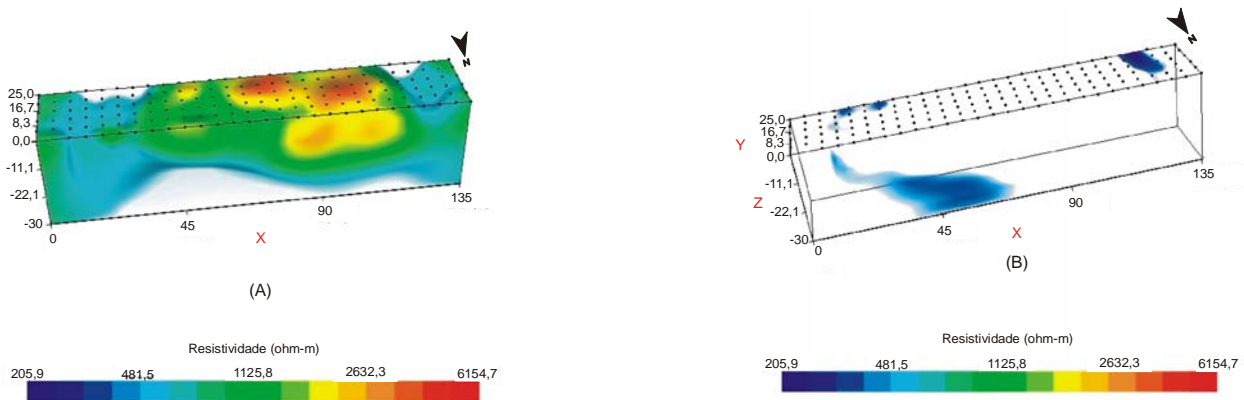 N
25,0
16,7
8,3
0,0
-11,1
-22,1
-30
0
45
90
135
X
(A)
Resistividade (ohm-m)
205,9 481,5 1125,8 2632,3 6154,7
N
25,0
16,7
Y
8,3
0,0
-11,1
Z
-22,1
-30
0
45
90
135
X
(B)
Resistividade (ohm-m)
205,9 481,5 1125,8 2632,3 6154,7